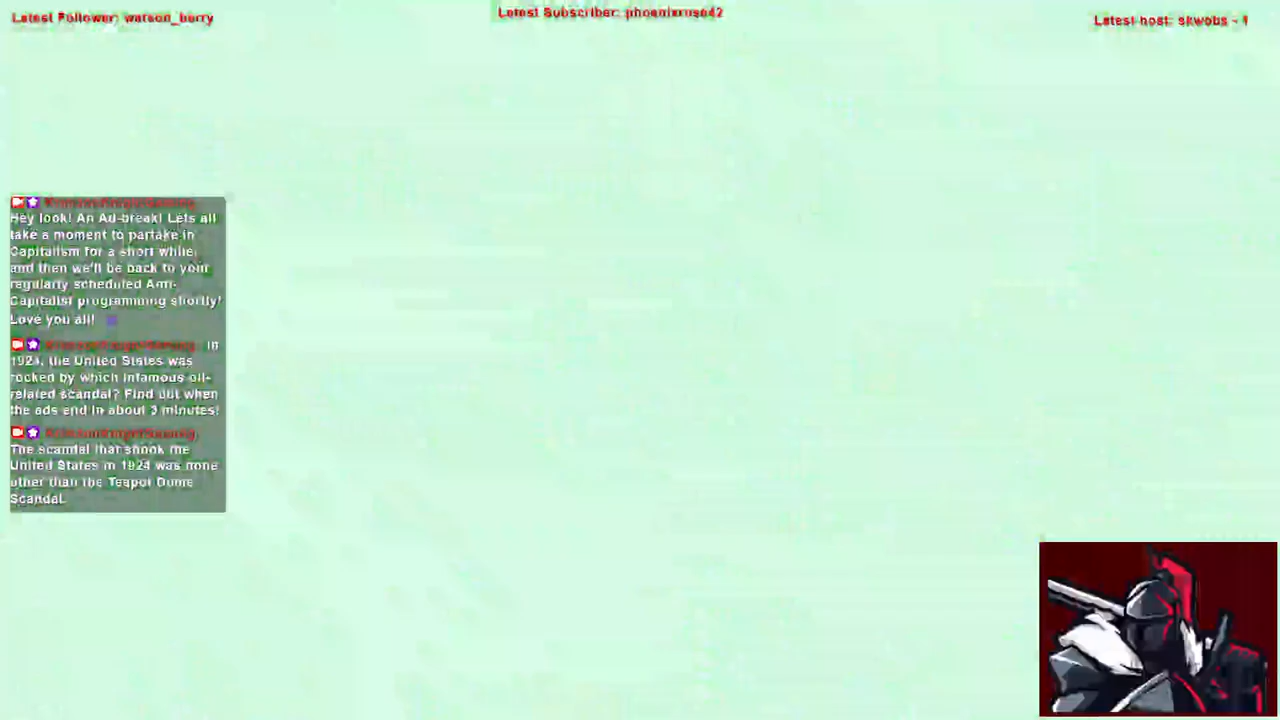 Latest Follower: watson_berry
Latest Subscriber: phoenixrose42
Latest host: skwobs - 1
Hey look! An Ad-break! Lets all
take a moment to partake in
Capitalism for a short while,
and then we'll be back to your
regularly scheduled Anti-
Capitalist programming shortly!
Love you all!
In
1924, the United States was
rocked by which infamous oil-
related scandal? Find out when
the ads end in about 3 minutes!
The scandal that shook the
United States in 1924 was none
other than the Teapot Dome
Scandal.